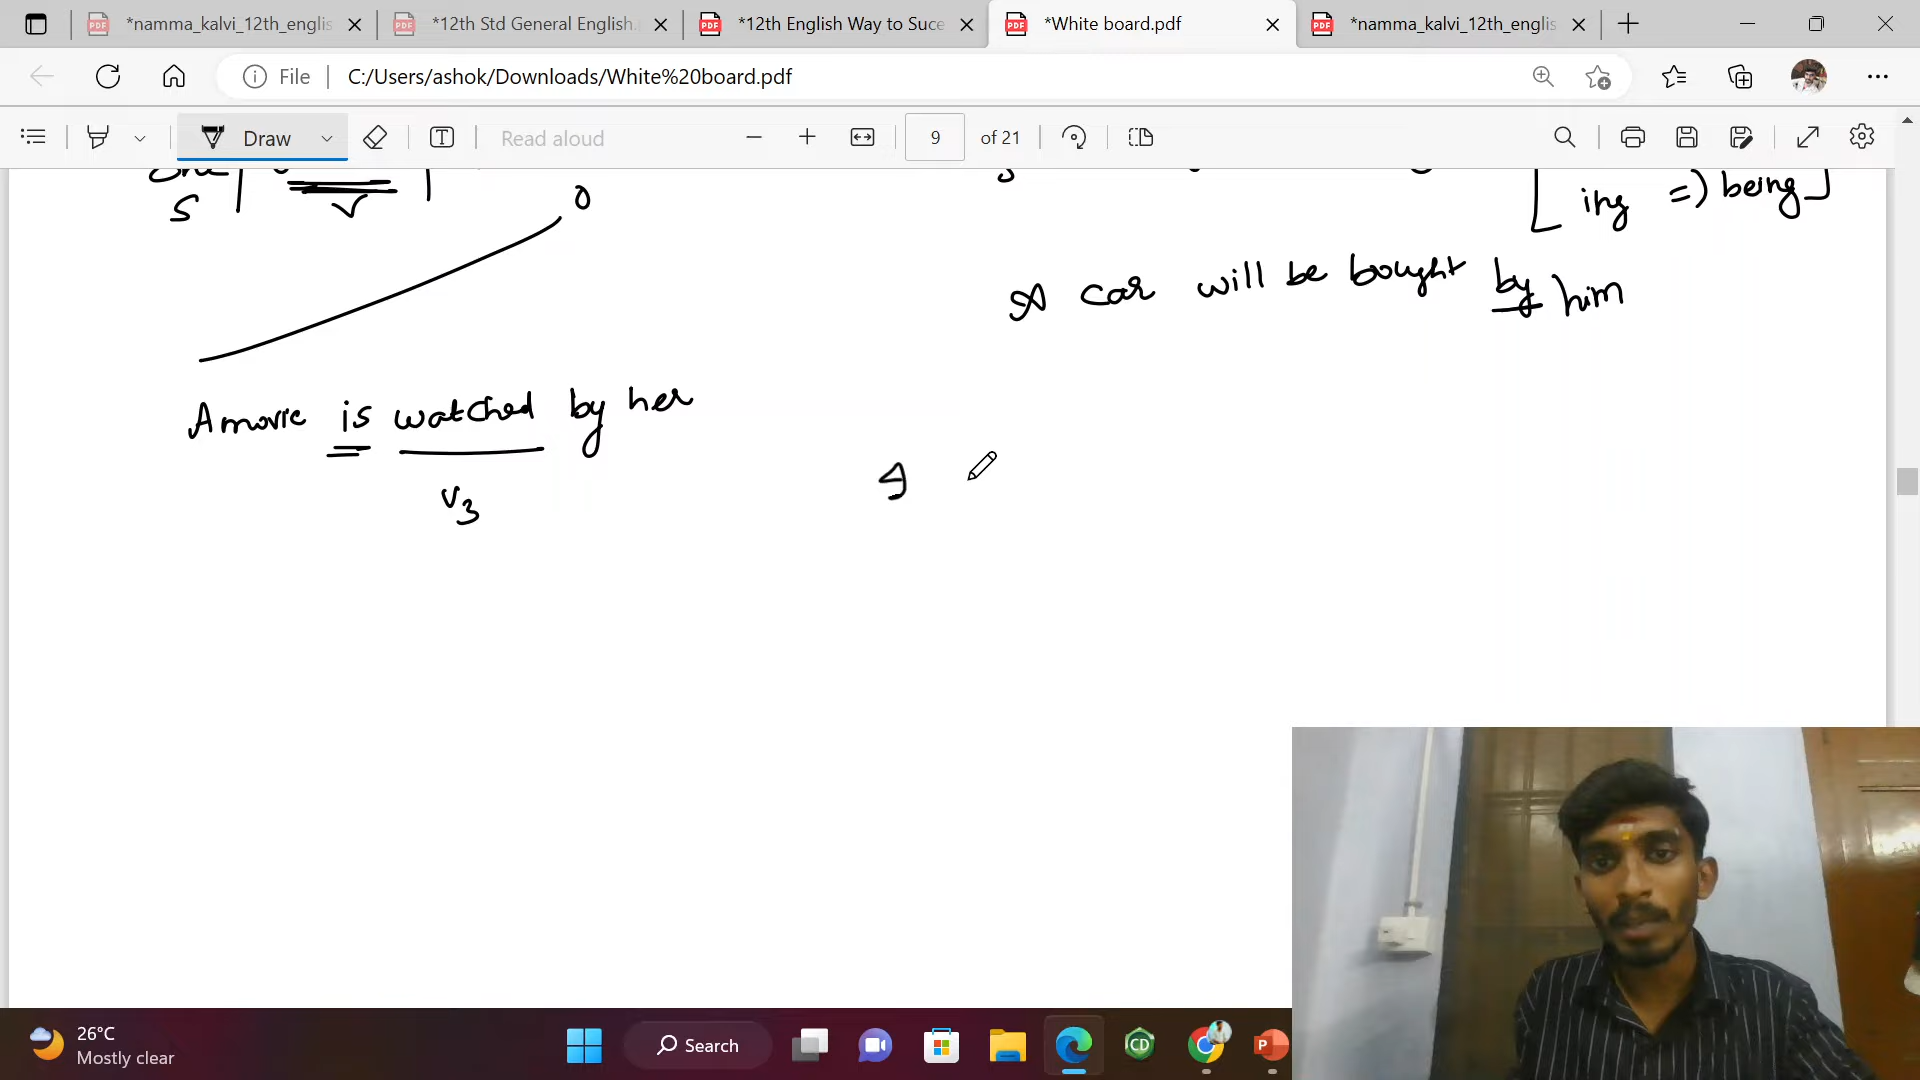 *namma_kalvi_12th_englis
*12th Std General English.
*12th English Way to Suce
*White board.pdf
*namma_kalvi_12th_englis
File
C:/Users/ashok/Downloads/White%20board.pdf
Draw
T
Read aloud
9
of 21
S
V
O
ing => being
A car will be bought by him
A movie is watched by her
V3
I
26°C
Mostly clear
Search
CD